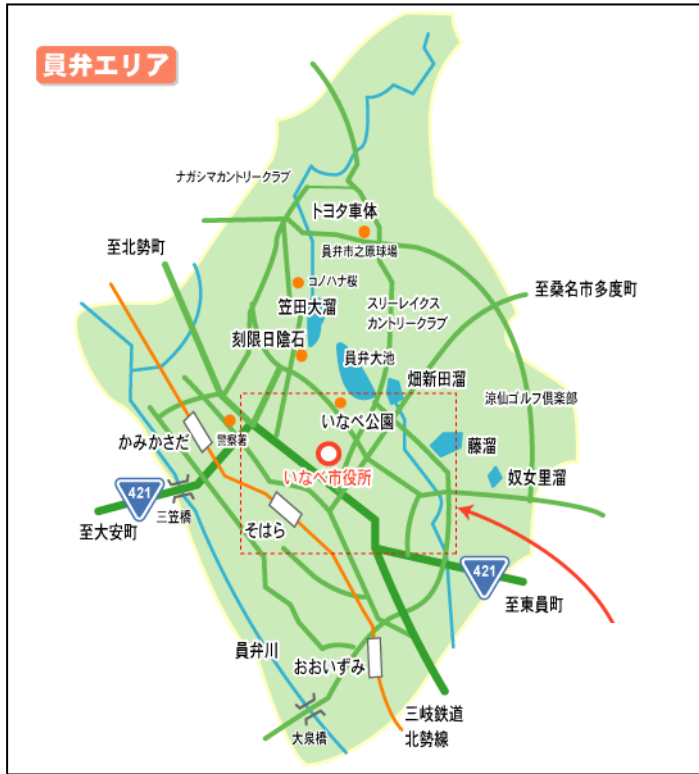 員弁エリア
ナガシマカントリークラブ
トヨタ車体
員弁市之原球場
至北勢町
コノハナ桜
至桑名市多度町
笠田大溜
スリーレイクス
カントリークラブ
刻限日陰石
員弁大池
畑新田溜
涼仙ゴルフ倶楽部
いなべ公園
かみかさだ
警察署
藤溜
いなべ市役所
奴女里溜
421
三笠橋
至大安町
そはら
421
至東員町
員弁川
おおいずみ
三岐鉄道
北勢線
大泉橋